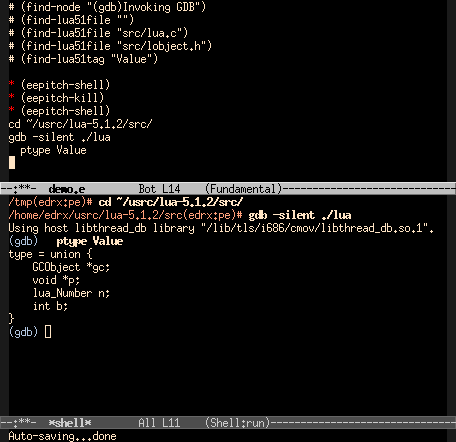 # (find-node "(gdb)Invoking GDB")
# (find-lua51file "")
# (find-lua51file "src/lua.c")
# (find-lua51file "src/lobject.h")
# (find-lua51tag "Value")

* (eepitch-shell)
* (eepitch-kill)
* (eepitch-shell)
cd ~/usrc/lua-5.1.2/src/
gdb -silent ./lua
  ptype Value

--:**-  demo.e          Bot L14    (Fundamental)--------------------------
/tmp(edrx:pe)# cd ~/usrc/lua-5.1.2/src/
/home/edrx/usrc/lua-5.1.2/src(edrx:pe)# gdb -silent ./lua
Using host libthread_db library "/lib/tls/i686/cmov/libthread_db.so.1".
(gdb)   ptype Value
type = union {
    GCObject *gc;
    void *p;
    lua_Number n;
    int b;
}
(gdb)

--:**-  *shell*         All L11    (Shell:run)----------------------------
Auto-saving...done